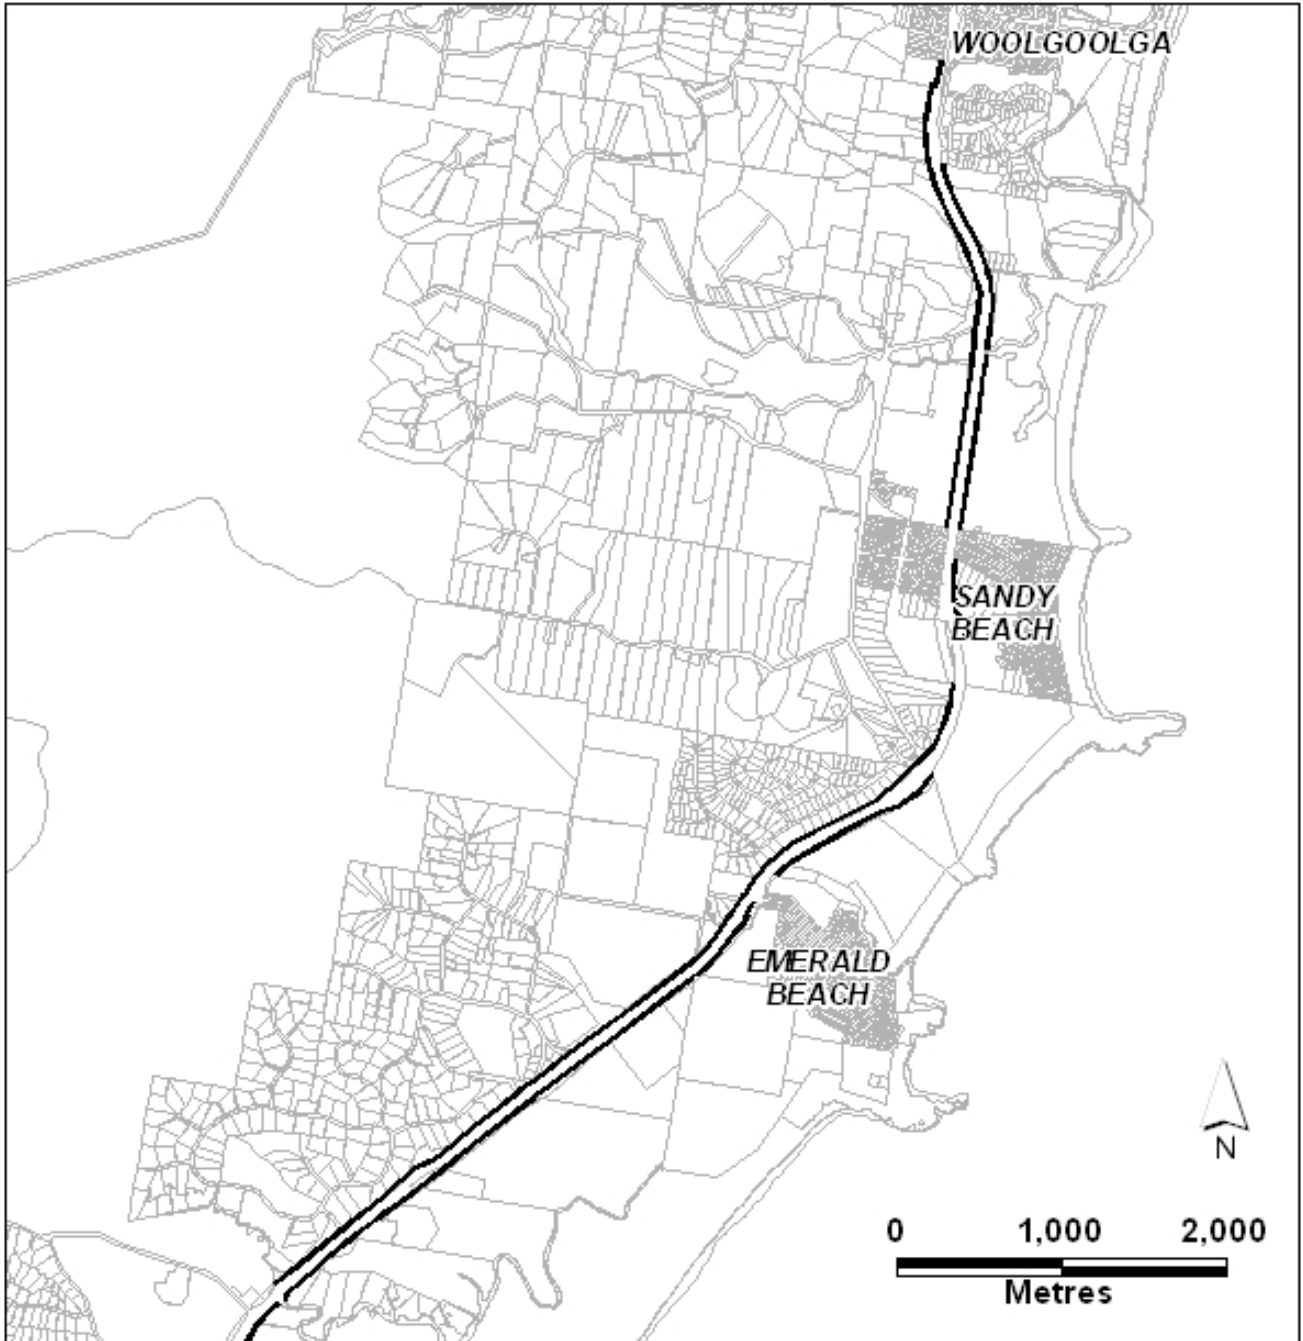 WOOLGOOLGA
SANDY
BEACH
EMERALD
BEACH
N
0 1,000 2,000
Metres